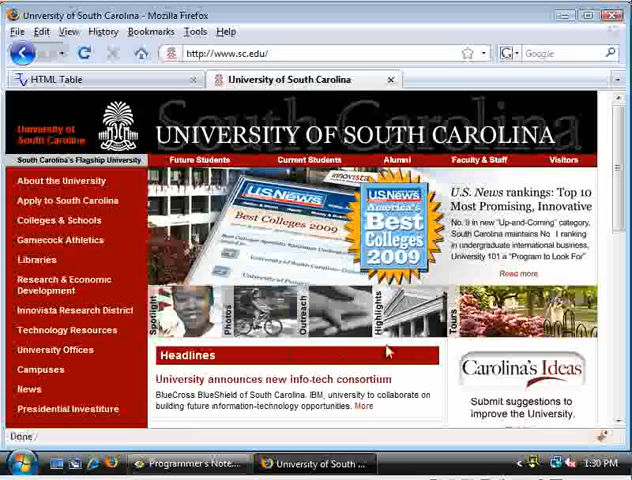 University of South Carolina - Mozilla Firefox
File Edit View History Bookmarks Tools Help
http://www.sc.edu/
Google
HTML Table
University of South Carolina
South Carolina
University of
South Carolina
UNIVERSITY OF SOUTH CAROLINA
South Carolina's Flagship University
Future Students
Current Students
Alumni
Faculty & Staff
Visitors
About the University
Apply to South Carolina
Colleges & Schools
Gamecock Athletics
Libraries
Research & Economic
Development
Innovista Research District
Technology Resources
University Offices
Campuses
News
Presidential Investiture
innovista
U.S.News
Best Colleges 2009
U.S.News
America's
Best
Colleges
2009
U.S. News rankings: Top 10
Most Promising, Innovative
No. 9 in new "Up-and-Coming" category,
South Carolina maintains No 1 ranking
in undergraduate international business,
University 101 a "Program to Look For"
Read more
Spotlight
Photos
Outreach
Highlights
Tours
Headlines
University announces new info-tech consortium
BlueCross BlueShield of South Carolina. IBM, university to collaborate on
building future information-technology opportunities. More
Carolina's Ideas
Submit suggestions to
improve the University.
Done
Programmer's Note...
University of South ...
1:30 PM